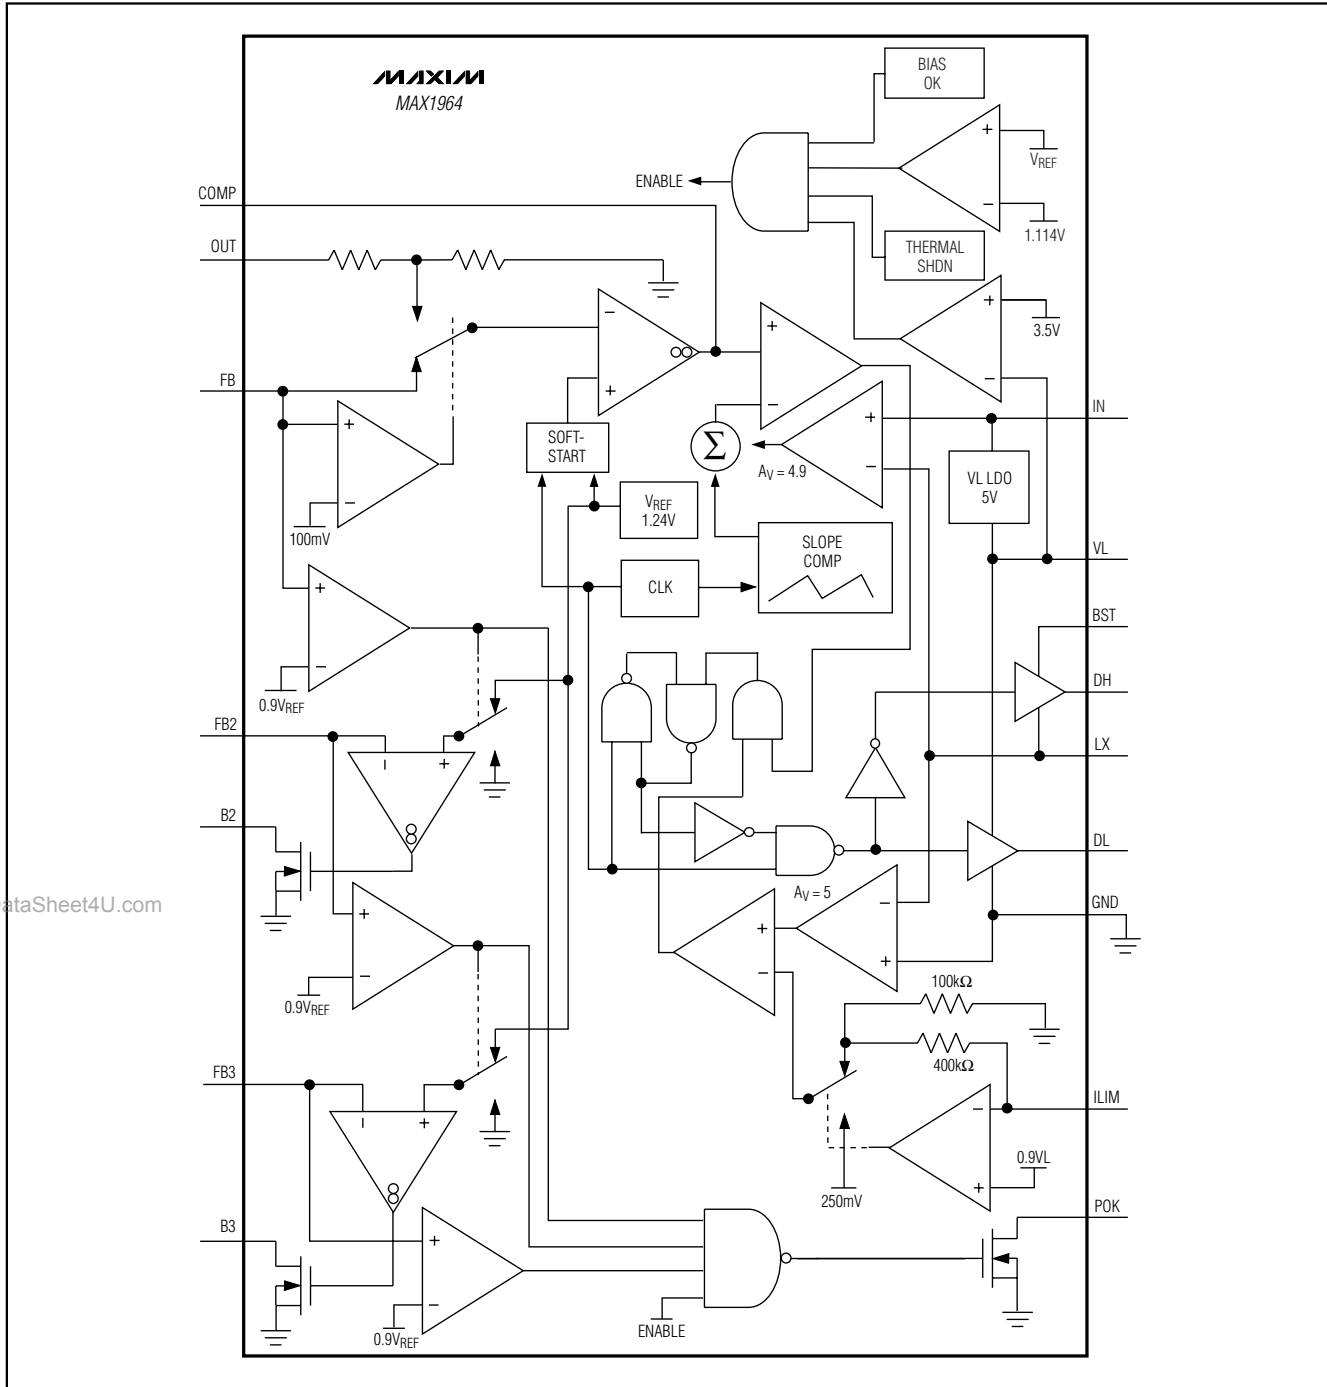 MAXIM
MAX1964
BIAS
OK
+
VREF
−
1.114V
ENABLE
COMP
OUT
THERMAL
SHDN
+
3.5V
−
−
+
+
−
FB
IN
+
−
SOFT-
START
Σ
+
−
AV = 4.9
VL LDO
5V
100mV
VREF
1.24V
SLOPE
COMP
VL
CLK
+
−
0.9VREF
BST
DH
FB2
−
+
LX
B2
DL
ataSheet4U.com
AV = 5
−
+
GND
+
−
+
−
0.9VREF
100kΩ
400kΩ
FB3
−
+
ILIM
−
+
0.9VL
250mV
POK
B3
+
−
0.9VREF
ENABLE